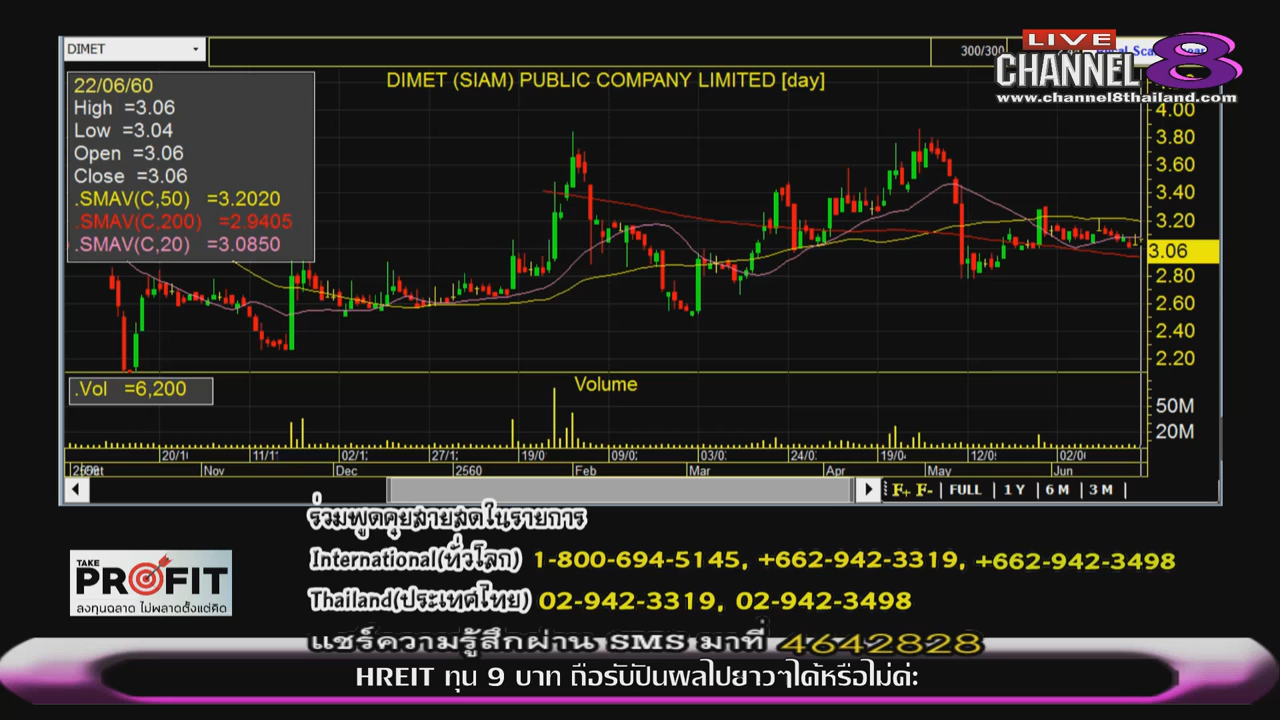 DIMET
300/300
LIVE
CHANNEL 8
www.channel8thailand.com
DIMET (SIAM) PUBLIC COMPANY LIMITED [day]
22/06/60
High =3.06
Low =3.04
Open =3.06
Close =3.06
.SMAV(C,50) =3.2020
.SMAV(C,200) =2.9405
.SMAV(C,20) =3.0850
4.00
3.80
3.60
3.40
3.20
3.06
2.80
2.60
2.40
2.20
.Vol =6,200
Volume
50M
20M
20/10 11/1 02/1 27/1 19/0 09/0 03/0 24/0 19/0 12/0 02/0
Oct Nov Dec 2560 Feb Mar Apr May Jun
F+ F- FULL 1 Y 6 M 3 M
ร่วมพูดคุยสายสดในรายการ
International(ทั่วโลก) 1-800-694-5145, +662-942-3319, +662-942-3498
TAKE
PROFIT
ลงทุนฉลาด ไม่พลาดตั้งแต่คิด
Thailand(ประเทศไทย) 02-942-3319, 02-942-3498
แชร์ความรู้สึกผ่าน SMS มาที่ 4642828
HREIT ทุน 9 บาท ถือรับปันผลไปยาวๆได้หรือไม่ค่ะ